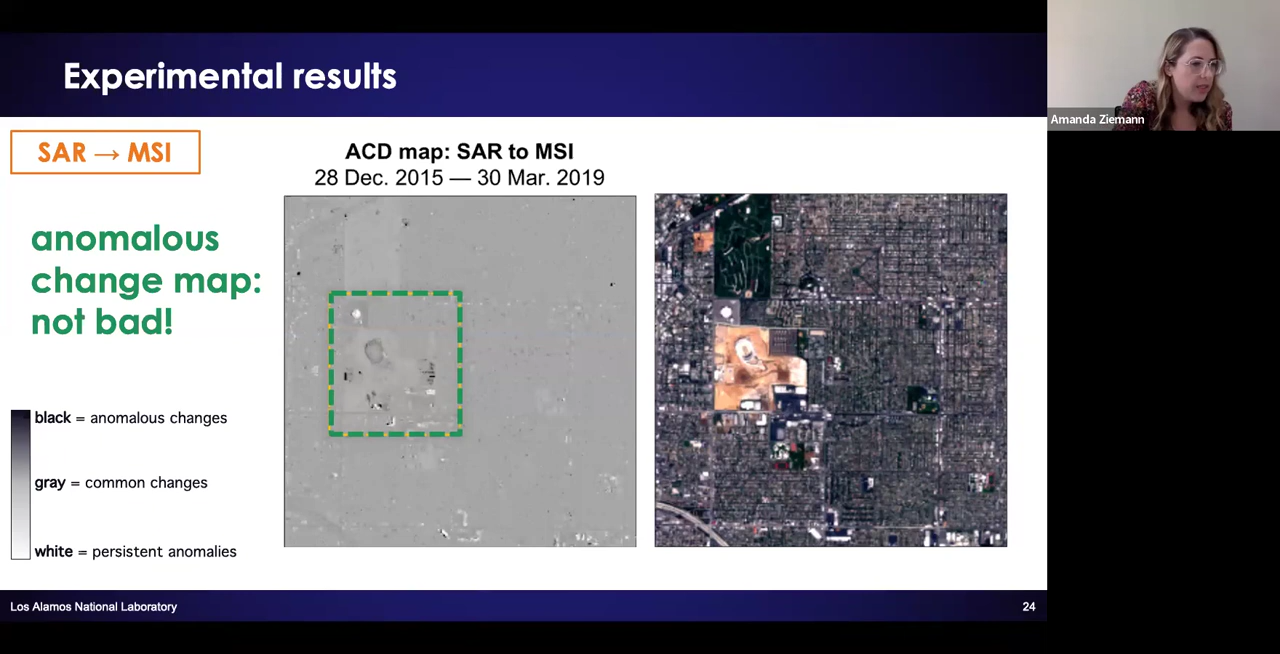 Experimental results
Amanda Ziemann
SAR → MSI
ACD map: SAR to MSI
28 Dec. 2015 — 30 Mar. 2019
anomalous
change map:
not bad!
black = anomalous changes
gray = common changes
white = persistent anomalies
Los Alamos National Laboratory
24